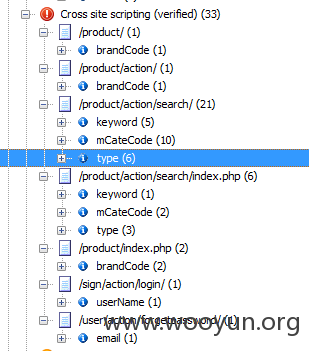 Cross site scripting (verified) (33)
/product/ (1)
brandCode (1)
/product/action/ (1)
brandCode (1)
/product/action/search/ (21)
keyword (5)
mCateCode (10)
type (6)
/product/action/search/index.php (6)
keyword (1)
mCateCode (2)
type (3)
/product/index.php (2)
brandCode (2)
/sign/action/login/ (1)
userName (1)
/user/action/forgetpassword/ (1)
email (1)
www.wooyun.org